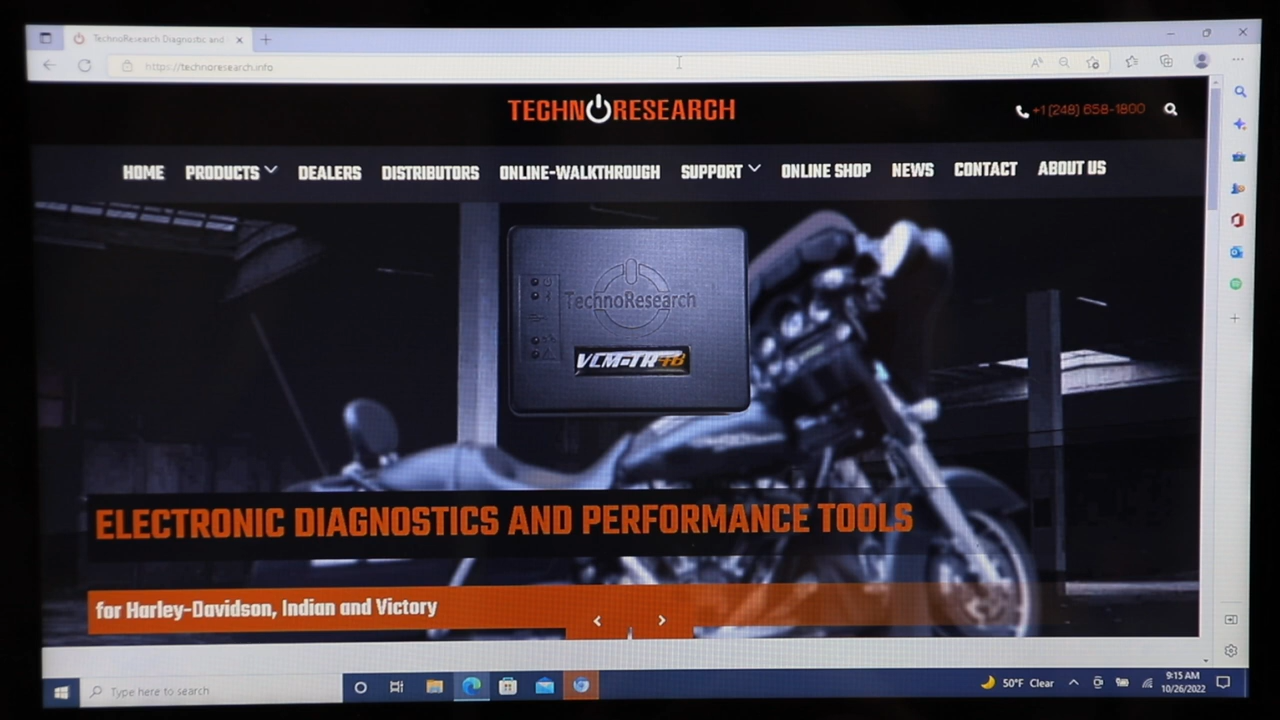 TechnoResearch Diagnostic and
https://technoresearch.info
TECHNORESEARCH
+1 (248) 658-1800
HOME PRODUCTS DEALERS DISTRIBUTORS ONLINE-WALKTHROUGH SUPPORT ONLINE SHOP NEWS CONTACT ABOUT US
TechnoResearch
VCM-TR
ELECTRONIC DIAGNOSTICS AND PERFORMANCE TOOLS
for Harley-Davidson, Indian and Victory
Type here to search
50°F Clear
9:15 AM
10/26/2022